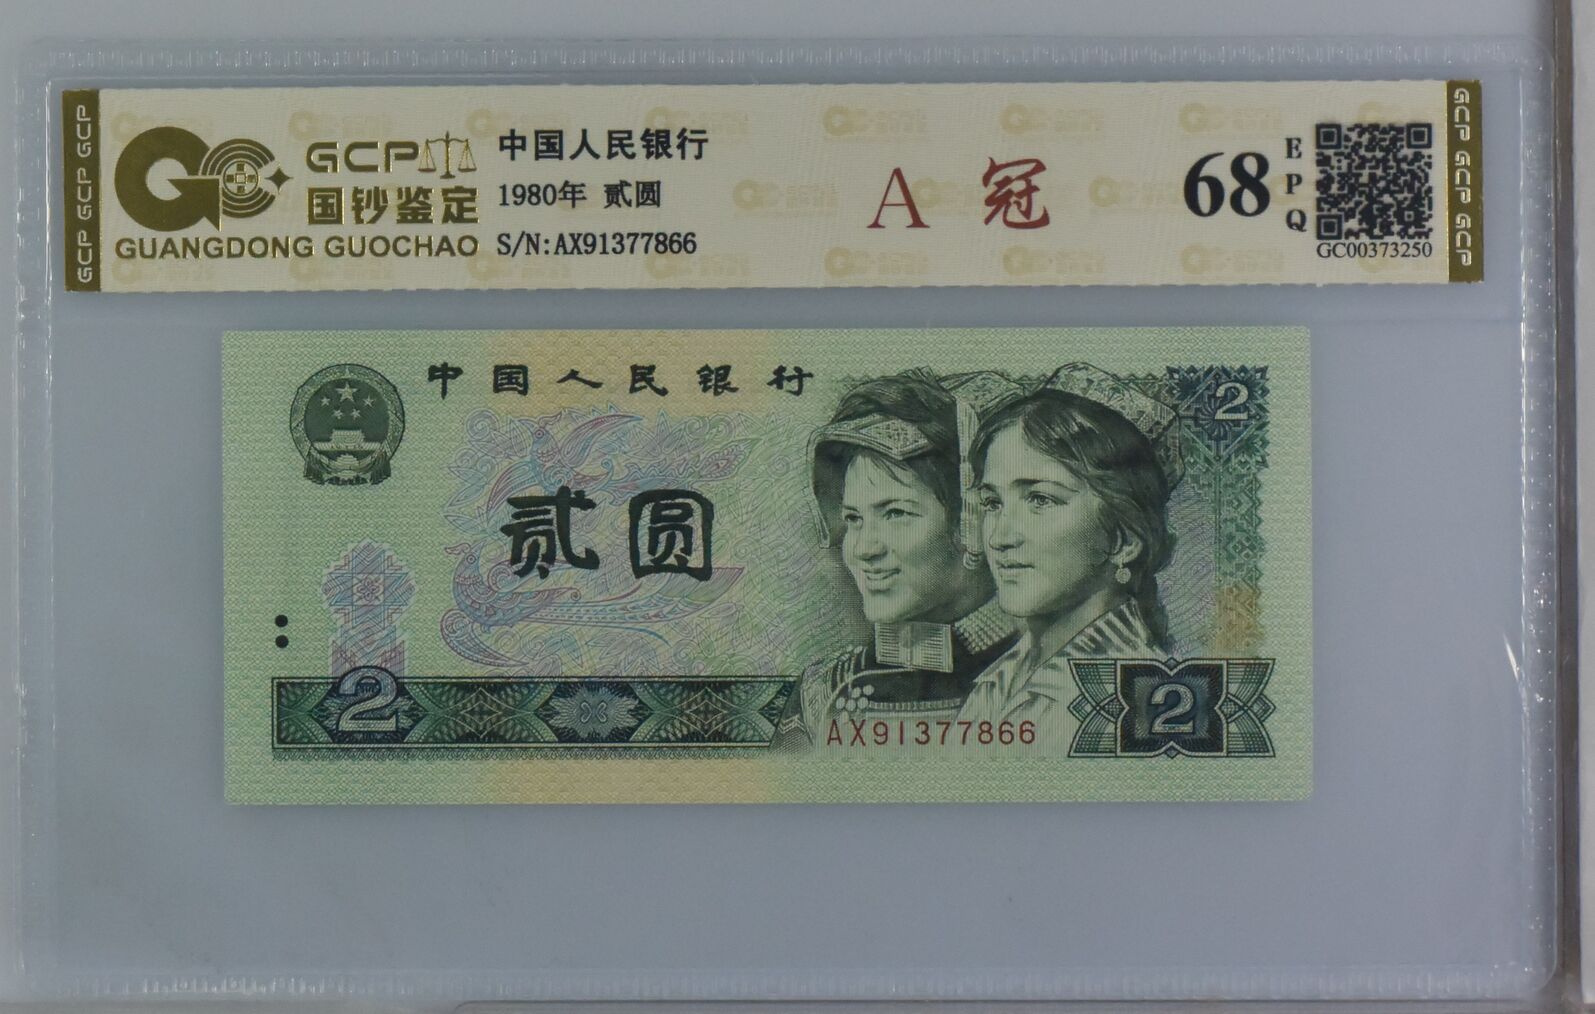 GCP GCP GCP
GCP
国钞鉴定
GUANGDONG GUOCHAO
中国人民银行
1980年 贰圆
S/N:AX91377866
A 冠
68
EPQ
GC00373250
GCP GCP GCP
中国人民银行
2
贰圆
2
AX91377866
2